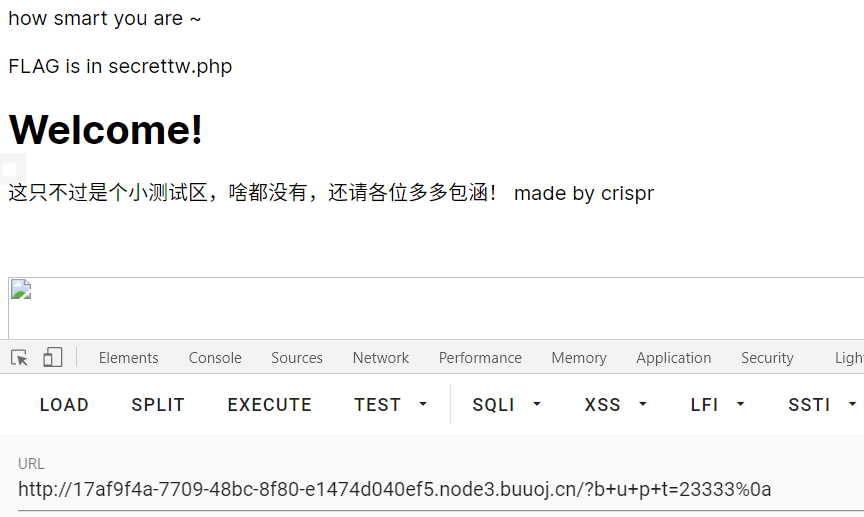 how smart you are ~
FLAG is in secrettw.php
Welcome!
这只不过是个小测试区，啥都没有，还请各位多多包涵！ made by crispr
Elements Console Sources Network Performance Memory Application Security Ligh
LOAD SPLIT EXECUTE TEST SQLI XSS LFI SSTI
URL
http://17af9f4a-7709-48bc-8f80-e1474d040ef5.node3.buuoj.cn/?b+u+p+t=23333%0a